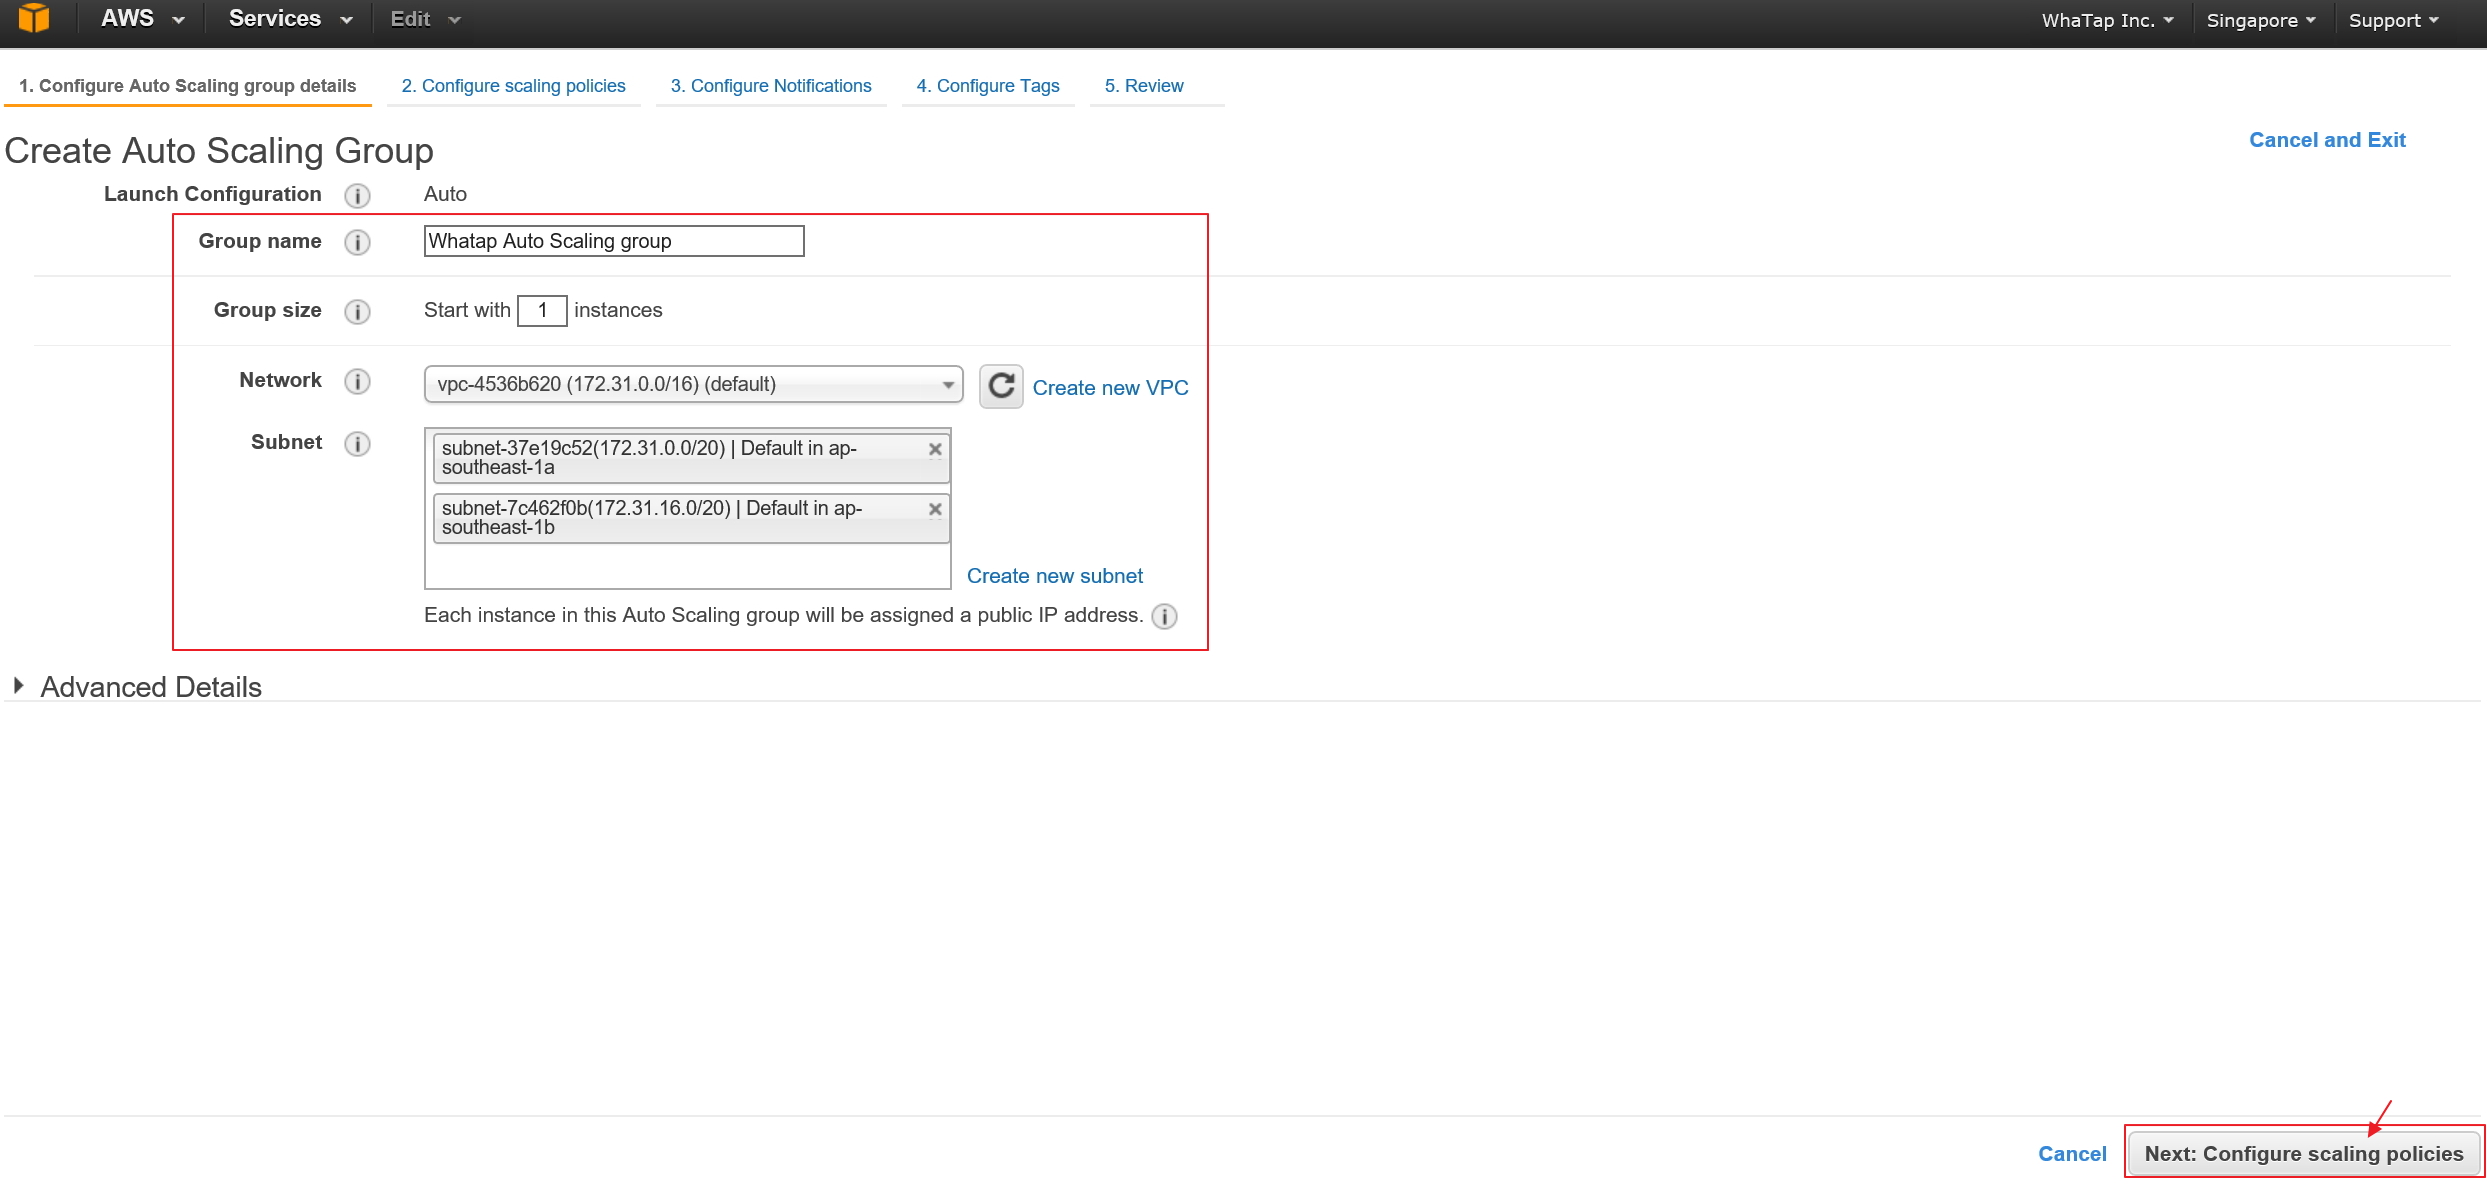 AWS Services Edit WhaTap Inc. Singapore Support
1. Configure Auto Scaling group details 2. Configure scaling policies 3. Configure Notifications 4. Configure Tags 5. Review
Create Auto Scaling Group
Cancel and Exit
Launch Configuration Auto
Group name Whatap Auto Scaling group
Group size Start with 1 instances
Network vpc-4536b620 (172.31.0.0/16) (default) Create new VPC
Subnet subnet-37e19c52(172.31.0.0/20) | Default in ap-
southeast-1a
subnet-7c462f0b(172.31.16.0/20) | Default in ap-
southeast-1b
Create new subnet
Each instance in this Auto Scaling group will be assigned a public IP address.
Advanced Details
Cancel Next: Configure scaling policies